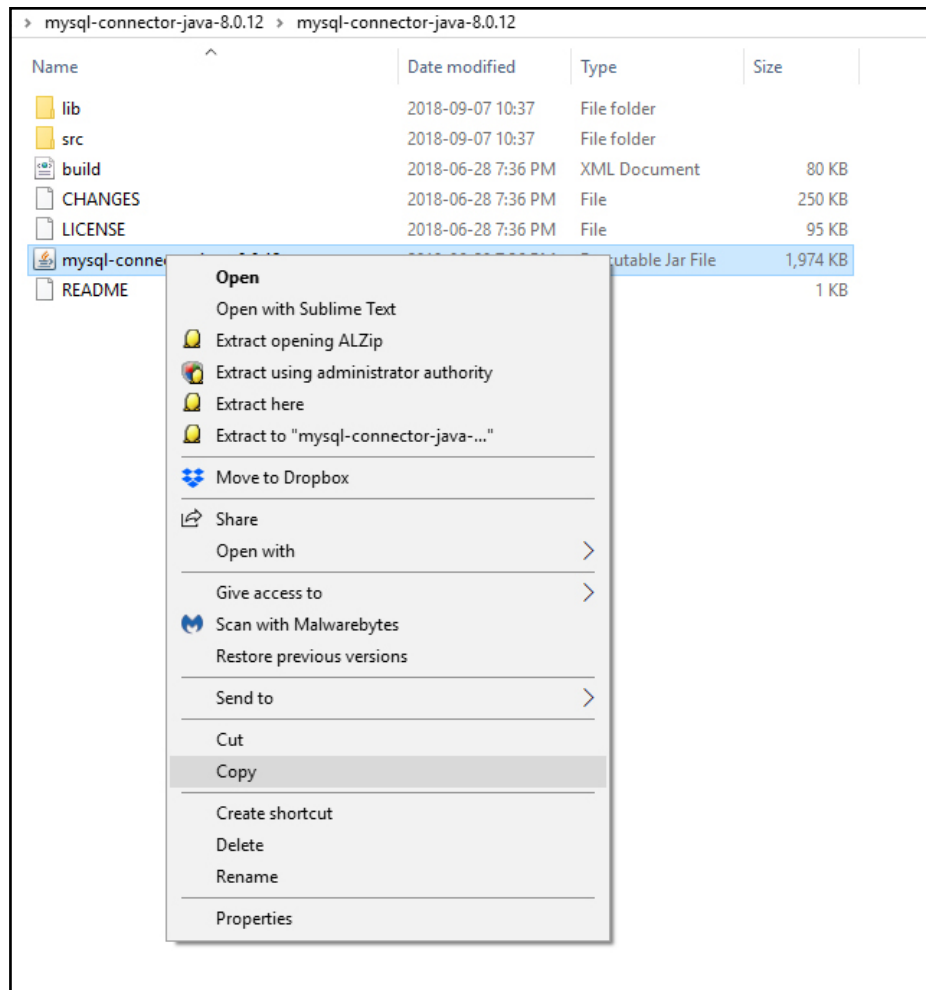 > mysql-connector-java-8.0.12 > mysql-connector-java-8.0.12
Name Date modified Type Size
lib 2018-09-07 10:37 File folder
src 2018-09-07 10:37 File folder
build 2018-06-28 7:36 PM XML Document 80 KB
CHANGES 2018-06-28 7:36 PM File 250 KB
LICENSE 2018-06-28 7:36 PM File 95 KB
Jar File 1,974 KB
README 1 KB
Open
Open with Sublime Text
Extract opening ALZip
Extract using administrator authority
Extract here
Extract to "mysql-connector-java-..."
Move to Dropbox
Share
Open with
Give access to
Scan with Malwarebytes
Restore previous versions
Send to
Cut
Copy
Create shortcut
Delete
Rename
Properties